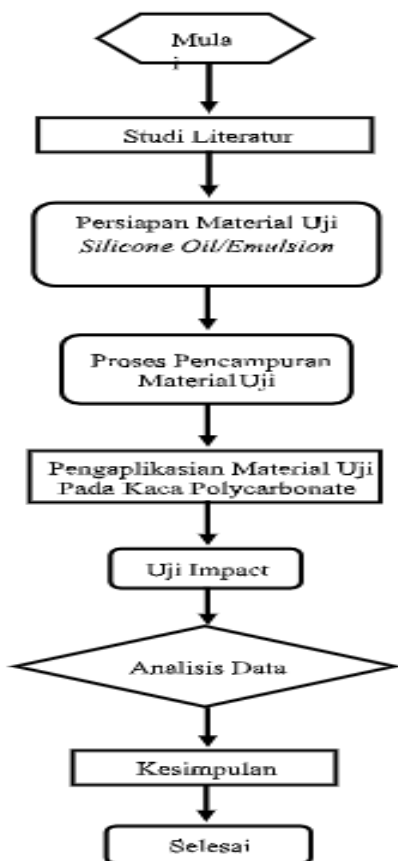 Mula
i
Studi Literatur
Persiapan Material Uji
Silicone Oil/Emulsion
Proses Pencampuran
Material Uji
Pengaplikasian Material Uji
Pada Kaca Polycarbonate
Uji Impact
Analisis Data
Kesimpulan
Selesai